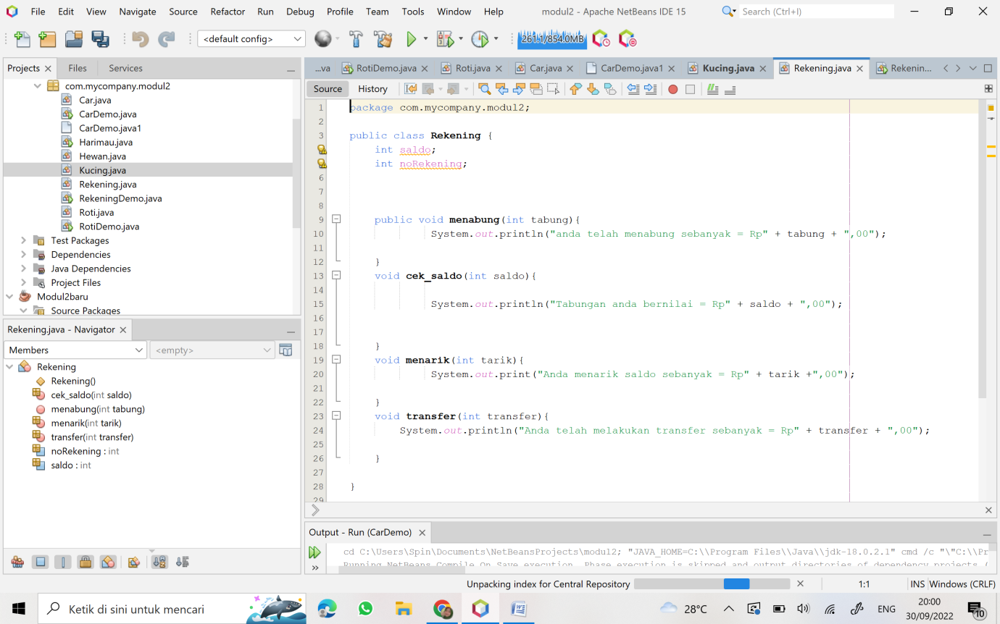 File Edit View Navigate Source Refactor Run Debug Profile Team Tools Window Help modul2 - Apache NetBeans IDE 15 Search (Ctrl+I)
<default config> 261.1/854.0MB
Projects Files Services
...va RotiDemo.java Roti.java Car.java CarDemo.java1 Kucing.java Rekening.java Rekenin...
Source History
com.mycompany.modul2
Car.java
CarDemo.java
CarDemo.java1
Harimau.java
Hewan.java
Kucing.java
Rekening.java
RekeningDemo.java
Roti.java
RotiDemo.java
Test Packages
Dependencies
Java Dependencies
Project Files
Modul2baru
Source Packages
Rekening.java - Navigator
Members <empty>
Rekening
Rekening()
cek_saldo(int saldo)
menabung(int tabung)
menarik(int tarik)
transfer(int transfer)
noRekening : int
saldo : int
1 package com.mycompany.modul2;
2
3 public class Rekening {
int saldo;
int noRekening;
6
7
8
9 public void menabung(int tabung){
10 System.out.println("anda telah menabung sebanyak = Rp" + tabung + ",00");
11
12 }
13 void cek_saldo(int saldo){
14
15 System.out.println("Tabungan anda bernilai = Rp" + saldo + ",00");
16
17
18 }
19 void menarik(int tarik){
20 System.out.print("Anda menarik saldo sebanyak = Rp" + tarik +",00");
21
22 }
23 void transfer(int transfer){
24 System.out.println("Anda telah melakukan transfer sebanyak = Rp" + transfer + ",00");
25
26 }
27
28 }
29
Output - Run (CarDemo)
cd C:\Users\Spin\Documents\NetBeansProjects\modul2; "JAVA_HOME=C:\\Program Files\\Java\\jdk-18.0.2.1" cmd /c "\"C:\\Pr
Running NetBeans Compile On Save execution. Phase execution is skipped and output directories of dependency projects (
Unpacking index for Central Repository 1:1 INS Windows (CRLF)
Ketik di sini untuk mencari 28°C ENG 20:00
30/09/2022 10